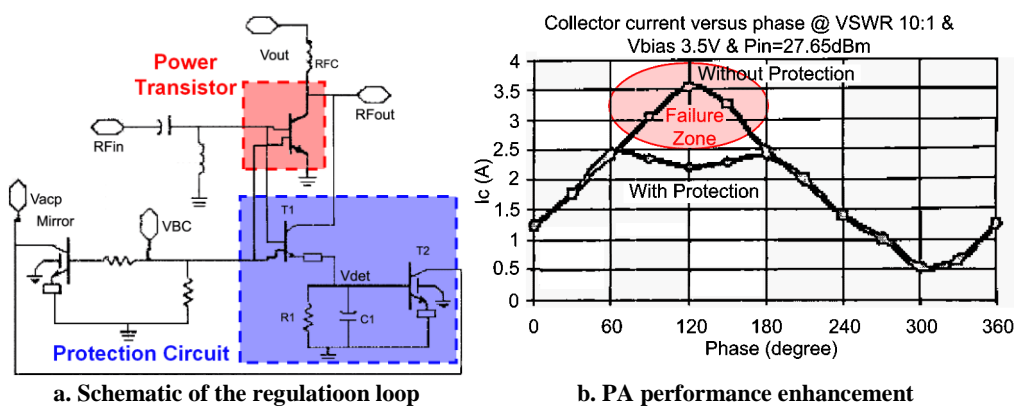 Vout
RFC
Power
Transistor
RFout
RFin
Vacp
Mirror
VBC
T1
T2
Vdet
R1
C1
Protection Circuit
a. Schematic of the regulatioon loop
Collector current versus phase @ VSWR 10:1 &
Vbias 3.5V & Pin=27.65dBm
Ic (A)
4
3.5
3
2.5
2
1.5
1
0.5
0
Without Protection
Failure
Zone
With Protection
0 60 120 180 240 300 360
Phase (degree)
b. PA performance enhancement